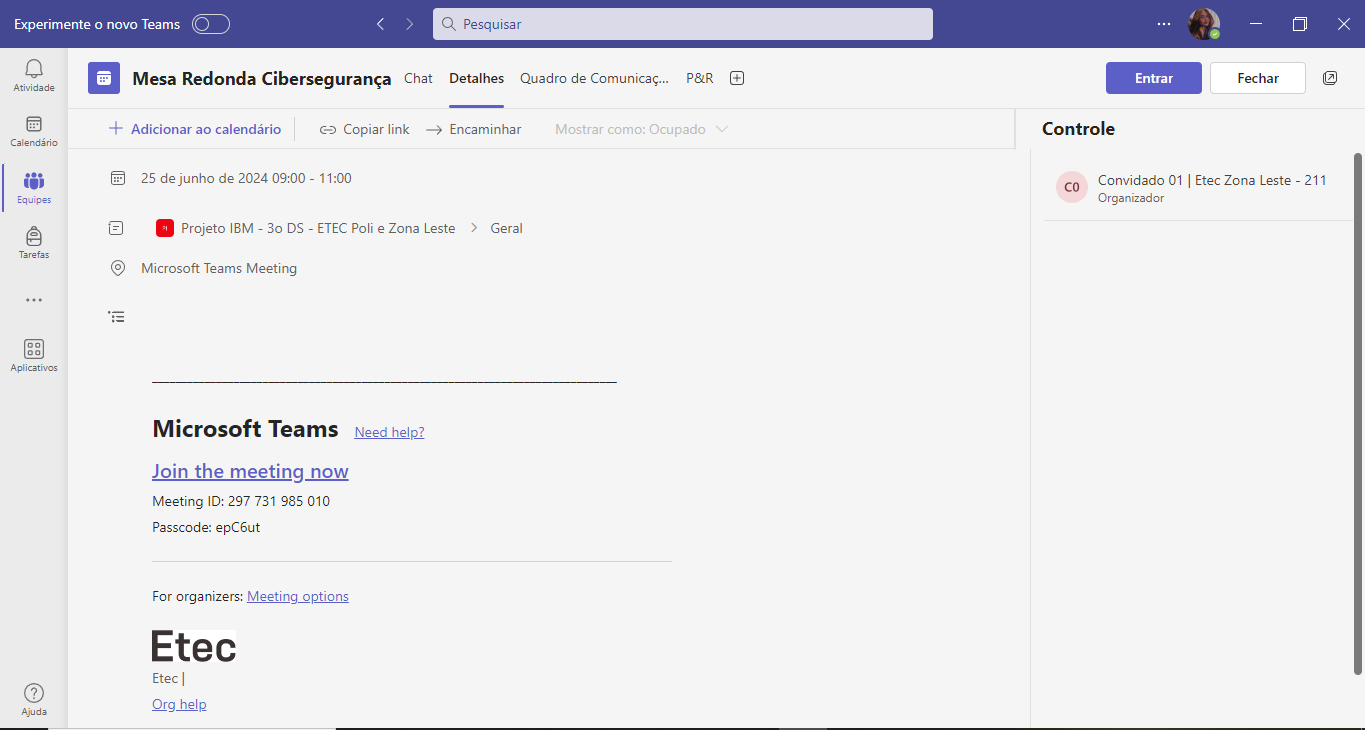 Experimente o novo Teams
Pesquisar
Atividade
Calendário
Equipes
Tarefas
Aplicativos
Ajuda
Mesa Redonda Cibersegurança
Chat
Detalhes
Quadro de Comunicaç...
P&R
Entrar
Fechar
Adicionar ao calendário
Copiar link
Encaminhar
Mostrar como: Ocupado
25 de junho de 2024 09:00 - 11:00
Projeto IBM - 3o DS - ETEC Poli e Zona Leste > Geral
Microsoft Teams Meeting
Microsoft Teams Need help?
Join the meeting now
Meeting ID: 297 731 985 010
Passcode: epC6ut
For organizers: Meeting options
Etec
Etec |
Org help
Controle
C0
Convidado 01 | Etec Zona Leste - 211
Organizador